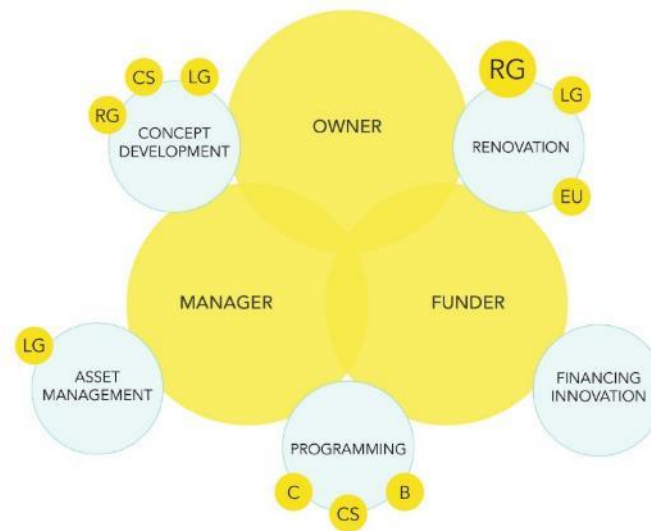 RG
CS
LG
CONCEPT
DEVELOPMENT
OWNER
RG
LG
RENOVATION
EU
MANAGER
FUNDER
LG
ASSET
MANAGEMENT
PROGRAMMING
C
CS
B
FINANCING
INNOVATION